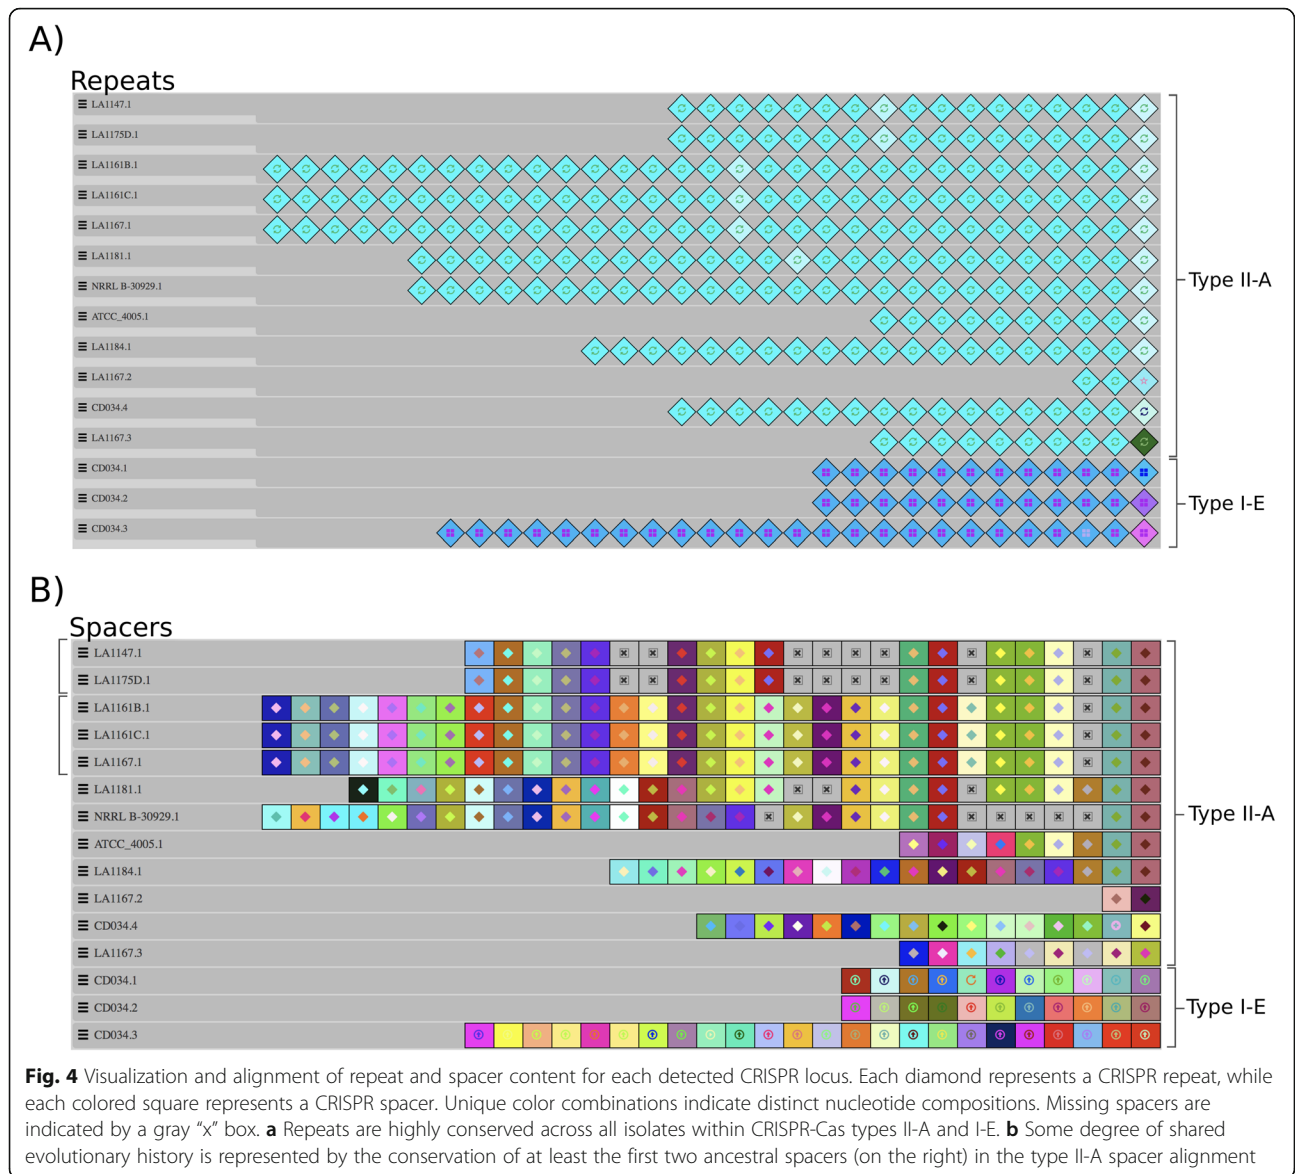 A)
Repeats
LA1147.1
LA1175D.1
LA1161B.1
LA1161C.1
LA1167.1
LA1181.1
NRRL B-30929.1
ATCC_4005.1
LA1184.1
LA1167.2
CD034.4
LA1167.3
CD034.1
CD034.2
CD034.3
Type II-A
Type I-E
B)
Spacers
LA1147.1
LA1175D.1
LA1161B.1
LA1161C.1
LA1167.1
LA1181.1
NRRL B-30929.1
ATCC_4005.1
LA1184.1
LA1167.2
CD034.4
LA1167.3
CD034.1
CD034.2
CD034.3
Type II-A
Type I-E
Fig. 4 Visualization and alignment of repeat and spacer content for each detected CRISPR locus. Each diamond represents a CRISPR repeat, while
each colored square represents a CRISPR spacer. Unique color combinations indicate distinct nucleotide compositions. Missing spacers are
indicated by a gray “x” box. a Repeats are highly conserved across all isolates within CRISPR-Cas types II-A and I-E. b Some degree of shared
evolutionary history is represented by the conservation of at least the first two ancestral spacers (on the right) in the type II-A spacer alignment